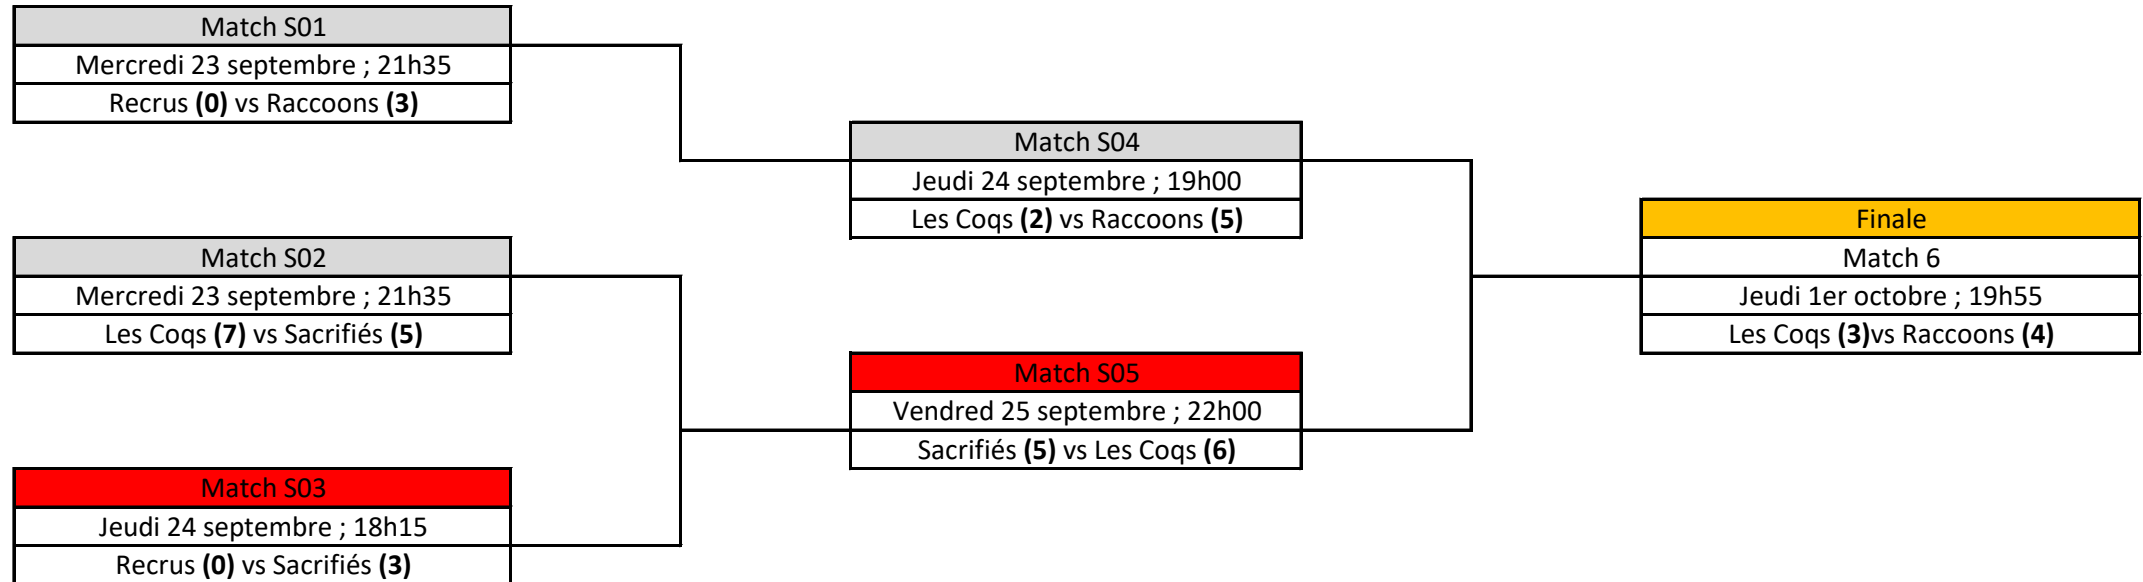 Match S01
Mercredi 23 septembre ; 21h35
Recrus (0) vs Raccoons (3)
Match S02
Mercredi 23 septembre ; 21h35
Les Coqs (7) vs Sacrifiés (5)
Match S03
Jeudi 24 septembre ; 18h15
Recrus (0) vs Sacrifiés (3)
Match S04
Jeudi 24 septembre ; 19h00
Les Coqs (2) vs Raccoons (5)
Match S05
Vendred 25 septembre ; 22h00
Sacrifiés (5) vs Les Coqs (6)
Finale
Match 6
Jeudi 1er octobre ; 19h55
Les Coqs (3)vs Raccoons (4)